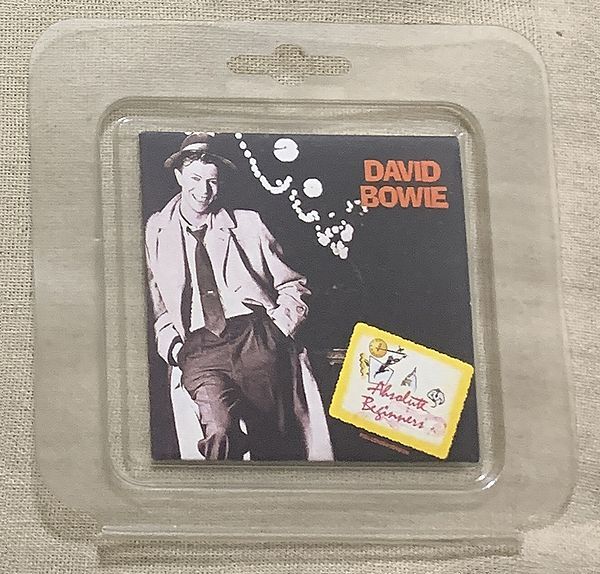 DAVID
BOWIE
Absolute
Beginners